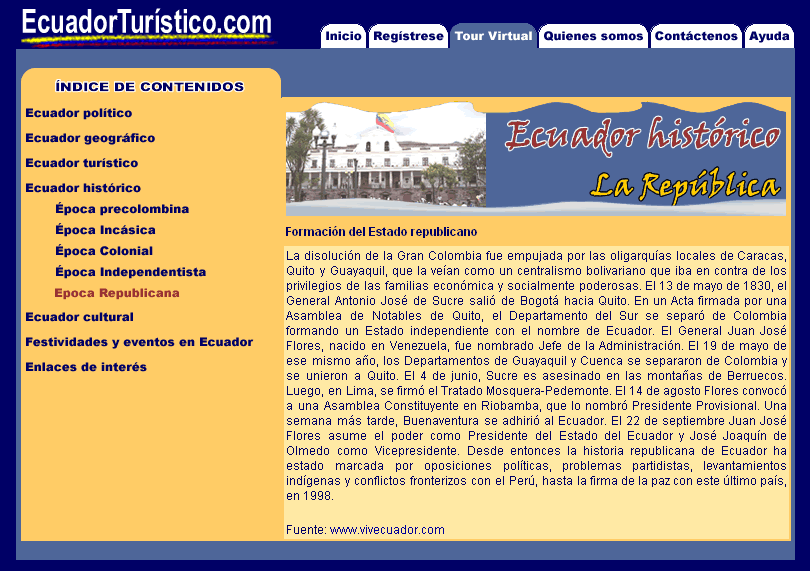 EcuadorTurístico.com
Inicio Regístrese Tour Virtual Quienes somos Contáctenos Ayuda
ÍNDICE DE CONTENIDOS
Ecuador político
Ecuador geográfico
Ecuador turístico
Ecuador histórico
Época precolombina
Época Incásica
Época Colonial
Época Independentista
Epoca Republicana
Ecuador cultural
Festividades y eventos en Ecuador
Enlaces de interés
Ecuador histórico
La República
Formación del Estado republicano
La disolución de la Gran Colombia fue empujada por las oligarquías locales de Caracas,
Quito y Guayaquil, que la veían como un centralismo bolivariano que iba en contra de los
privilegios de las familias económica y socialmente poderosas. El 13 de mayo de 1830, el
General Antonio José de Sucre salió de Bogotá hacia Quito. En un Acta firmada por una
Asamblea de Notables de Quito, el Departamento del Sur se separó de Colombia
formando un Estado independiente con el nombre de Ecuador. El General Juan José
Flores, nacido en Venezuela, fue nombrado Jefe de la Administración. El 19 de mayo de
ese mismo año, los Departamentos de Guayaquil y Cuenca se separaron de Colombia y
se unieron a Quito. El 4 de junio, Sucre es asesinado en las montañas de Berruecos.
Luego, en Lima, se firmó el Tratado Mosquera-Pedemonte. El 14 de agosto Flores convocó
a una Asamblea Constituyente en Riobamba, que lo nombró Presidente Provisional. Una
semana más tarde, Buenaventura se adhirió al Ecuador. El 22 de septiembre Juan José
Flores asume el poder como Presidente del Estado del Ecuador y José Joaquín de
Olmedo como Vicepresidente. Desde entonces la historia republicana de Ecuador ha
estado marcada por oposiciones políticas, problemas partidistas, levantamientos
indígenas y conflictos fronterizos con el Perú, hasta la firma de la paz con este último país,
en 1998.
Fuente: www.vivecuador.com